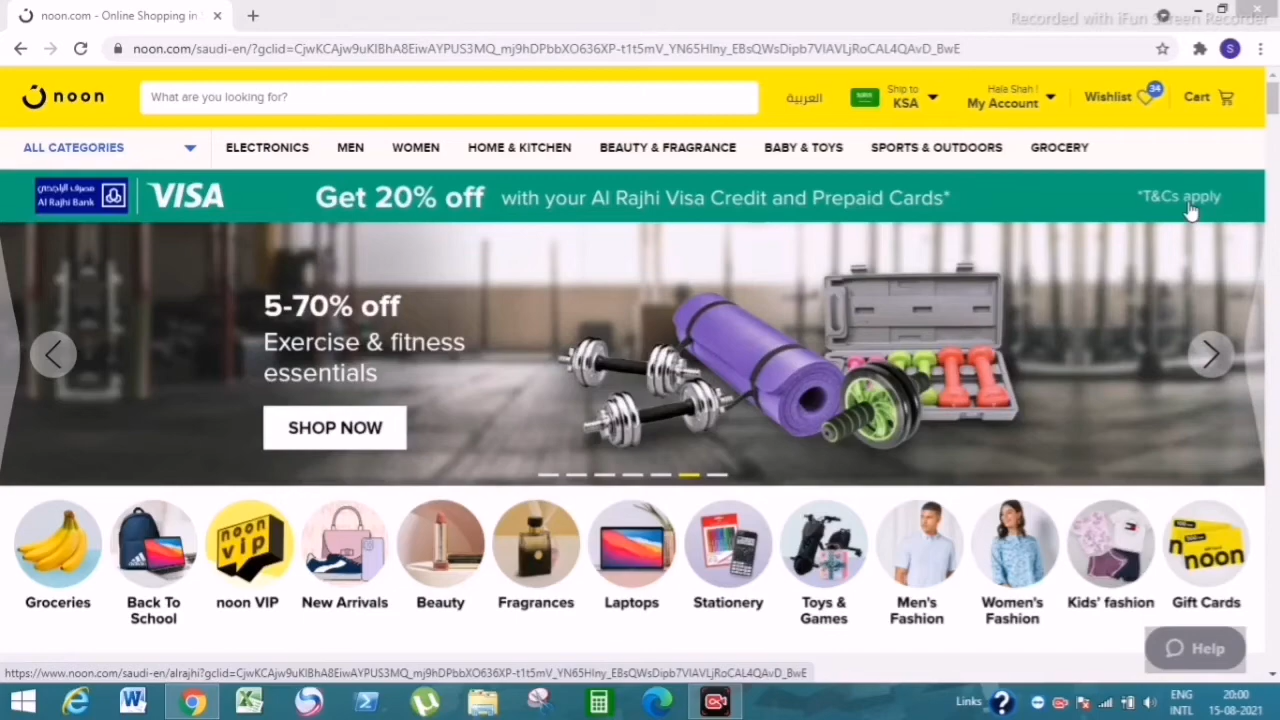 Recorded with iFun Screen Recorder
noon.com - Online Shopping in
noon.com/saudi-en/?gclid=CjwKCAjw9uKIBhA8EiwAYPUS3MQ_mj9hDPbbXO636XP-t1t5mV_YN65HIny_EBsQWsDipb7VIAVLjRoCAL4QAvD_BwE
S
noon
What are you looking for?
العربية
Ship to
KSA
Hala Shah !
My Account
Wishlist
34
Cart
ALL CATEGORIES
ELECTRONICS
MEN
WOMEN
HOME & KITCHEN
BEAUTY & FRAGRANCE
BABY & TOYS
SPORTS & OUTDOORS
GROCERY
مصرف الراجحي
Al Rajhi Bank
VISA
Get 20% off with your Al Rajhi Visa Credit and Prepaid Cards*
*T&Cs apply
5-70% off
Exercise & fitness
essentials
SHOP NOW
noon
vip
noon
Groceries
Back To
School
noon VIP
New Arrivals
Beauty
Fragrances
Laptops
Stationery
Toys &
Games
Men's
Fashion
Women's
Fashion
Kids' fashion
Gift Cards
Help
https://www.noon.com/saudi-en/alrajhi?gclid=CjwKCAjw9uKIBhA8EiwAYPUS3MQ_mj9hDPbbXO636XP-t1t5mV_YN65HIny_EBsQWsDipb7VIAVLjRoCAL4QAvD_BwE
Links
ENG
INTL
20:00
15-08-2021